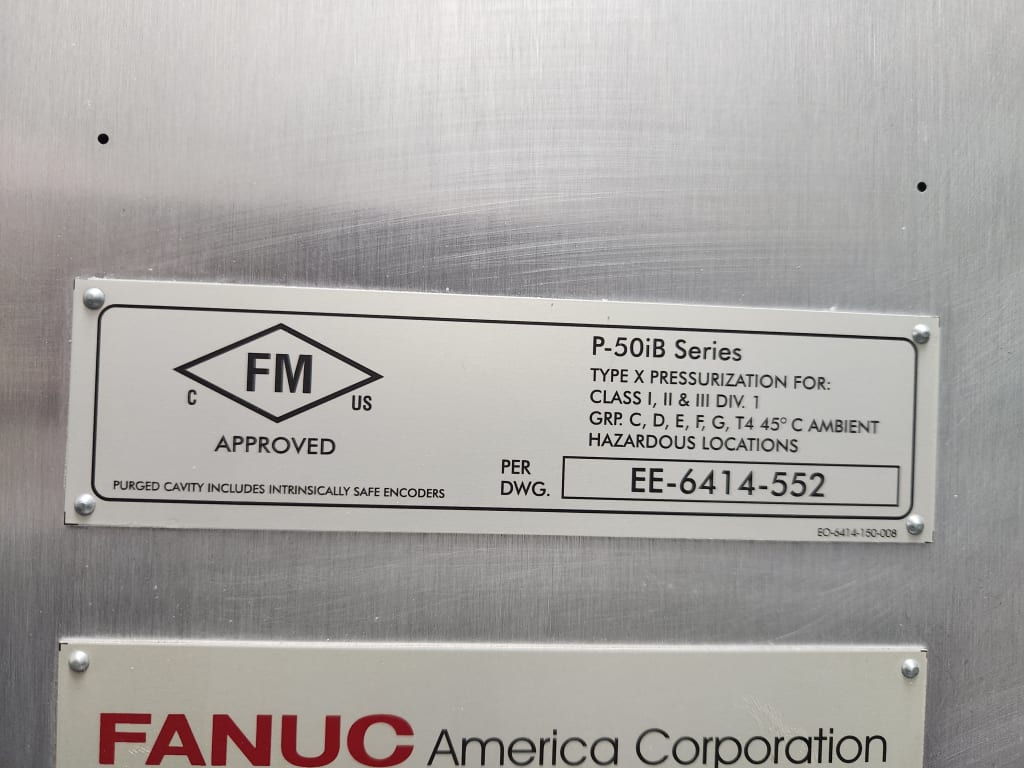 FM
C US
APPROVED
PURGED CAVITY INCLUDES INTRINSICALLY SAFE ENCODERS
P-50iB Series
TYPE X PRESSURIZATION FOR:
CLASS I, II & III DIV. 1
GRP. C, D, E, F, G, T4 45° C AMBIENT
HAZARDOUS LOCATIONS
PER
DWG. EE-6414-552
EO-6414-150-008
FANUC America Corporation